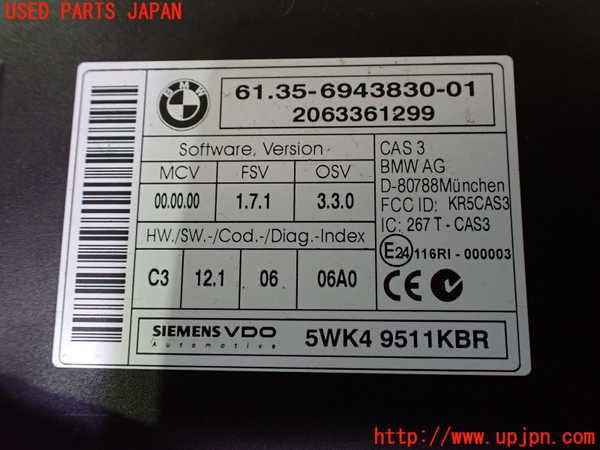 USED PARTS JAPAN
BMW
61.35-6943830-01
2063361299
Software, Version
MCV FSV OSV
00.00.00 1.7.1 3.3.0
HW./SW.-/Cod.-/Diag.-Index
C3 12.1 06 06A0
CAS 3
BMW AG
D-80788München
FCC ID: KR5CAS3
IC: 267 T - CAS3
E24 116RI-000003
CE
SIEMENS VDO
Automotive
5WK4 9511KBR
http://www.upjpn.com/